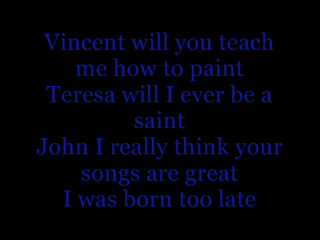 Vincent will you teach
me how to paint
Teresa will I ever be a
saint
John I really think your
songs are great
I was born too late